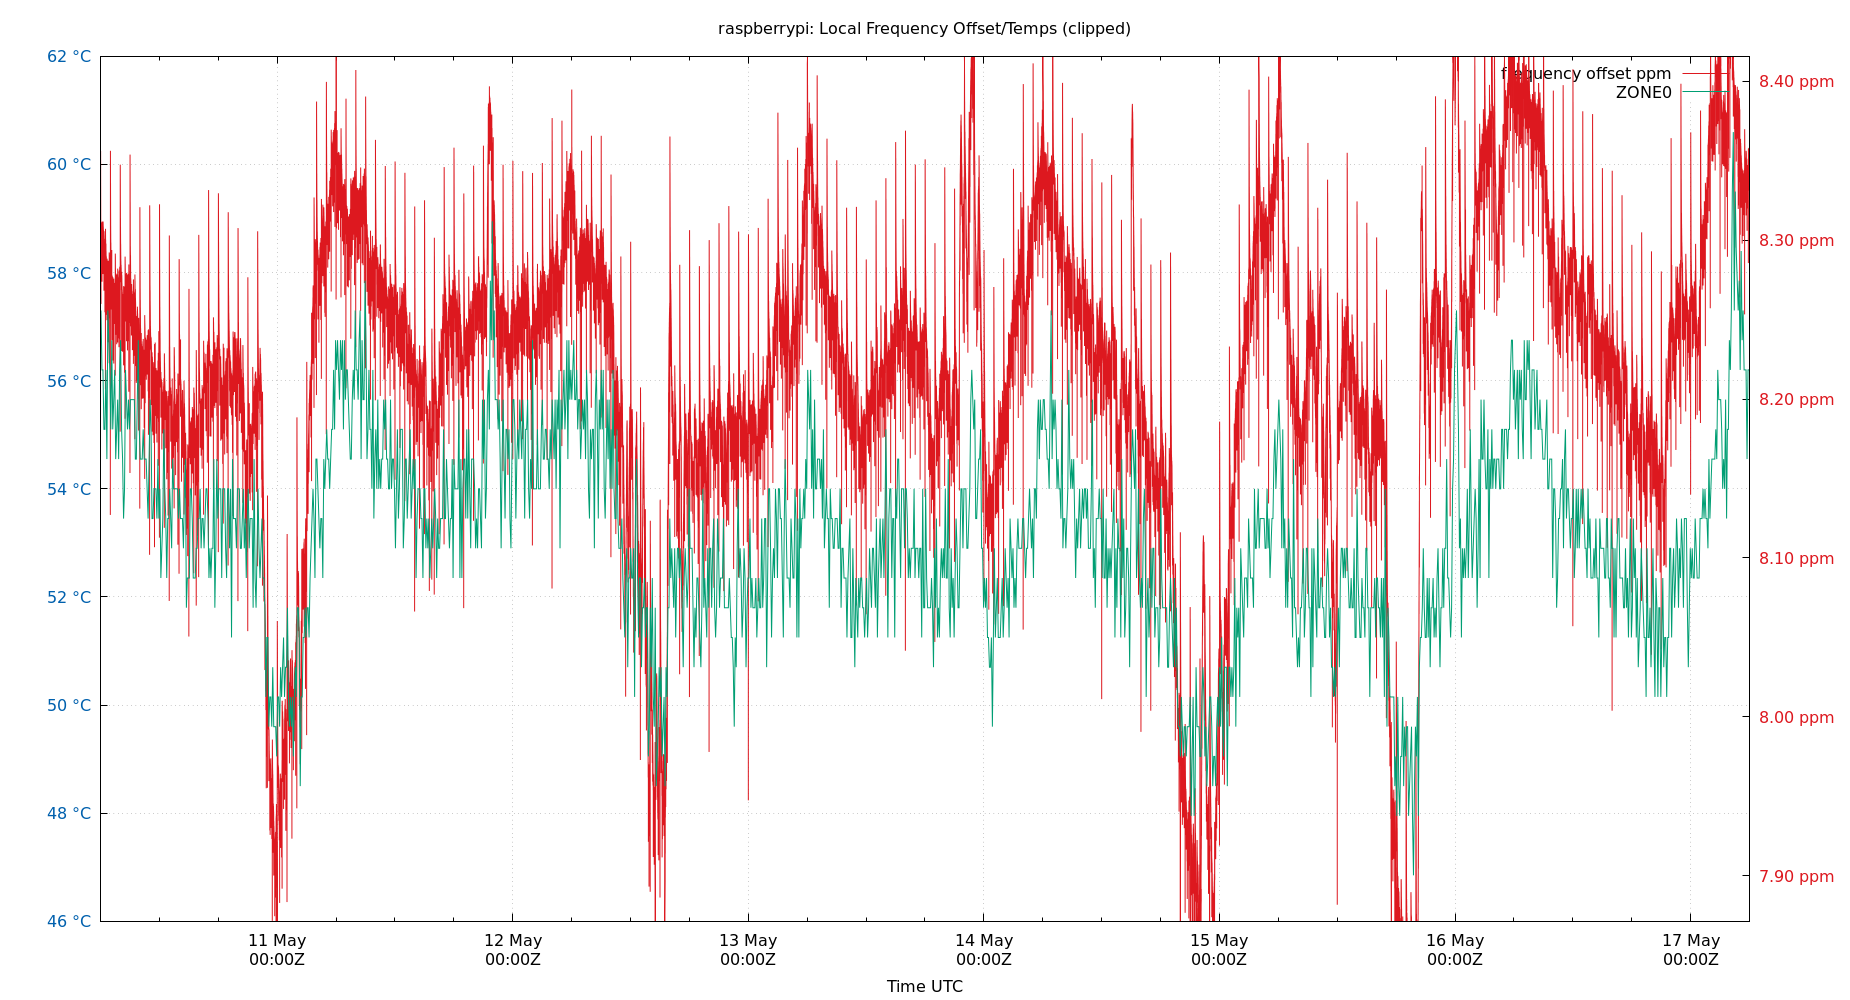 raspberrypi: Local Frequency Offset/Temps (clipped)
62 °C
60 °C
58 °C
56 °C
54 °C
52 °C
50 °C
48 °C
46 °C
frequency offset ppm
ZONE0
8.40 ppm
8.30 ppm
8.20 ppm
8.10 ppm
8.00 ppm
7.90 ppm
11 May
00:00Z
12 May
00:00Z
13 May
00:00Z
14 May
00:00Z
15 May
00:00Z
16 May
00:00Z
17 May
00:00Z
Time UTC